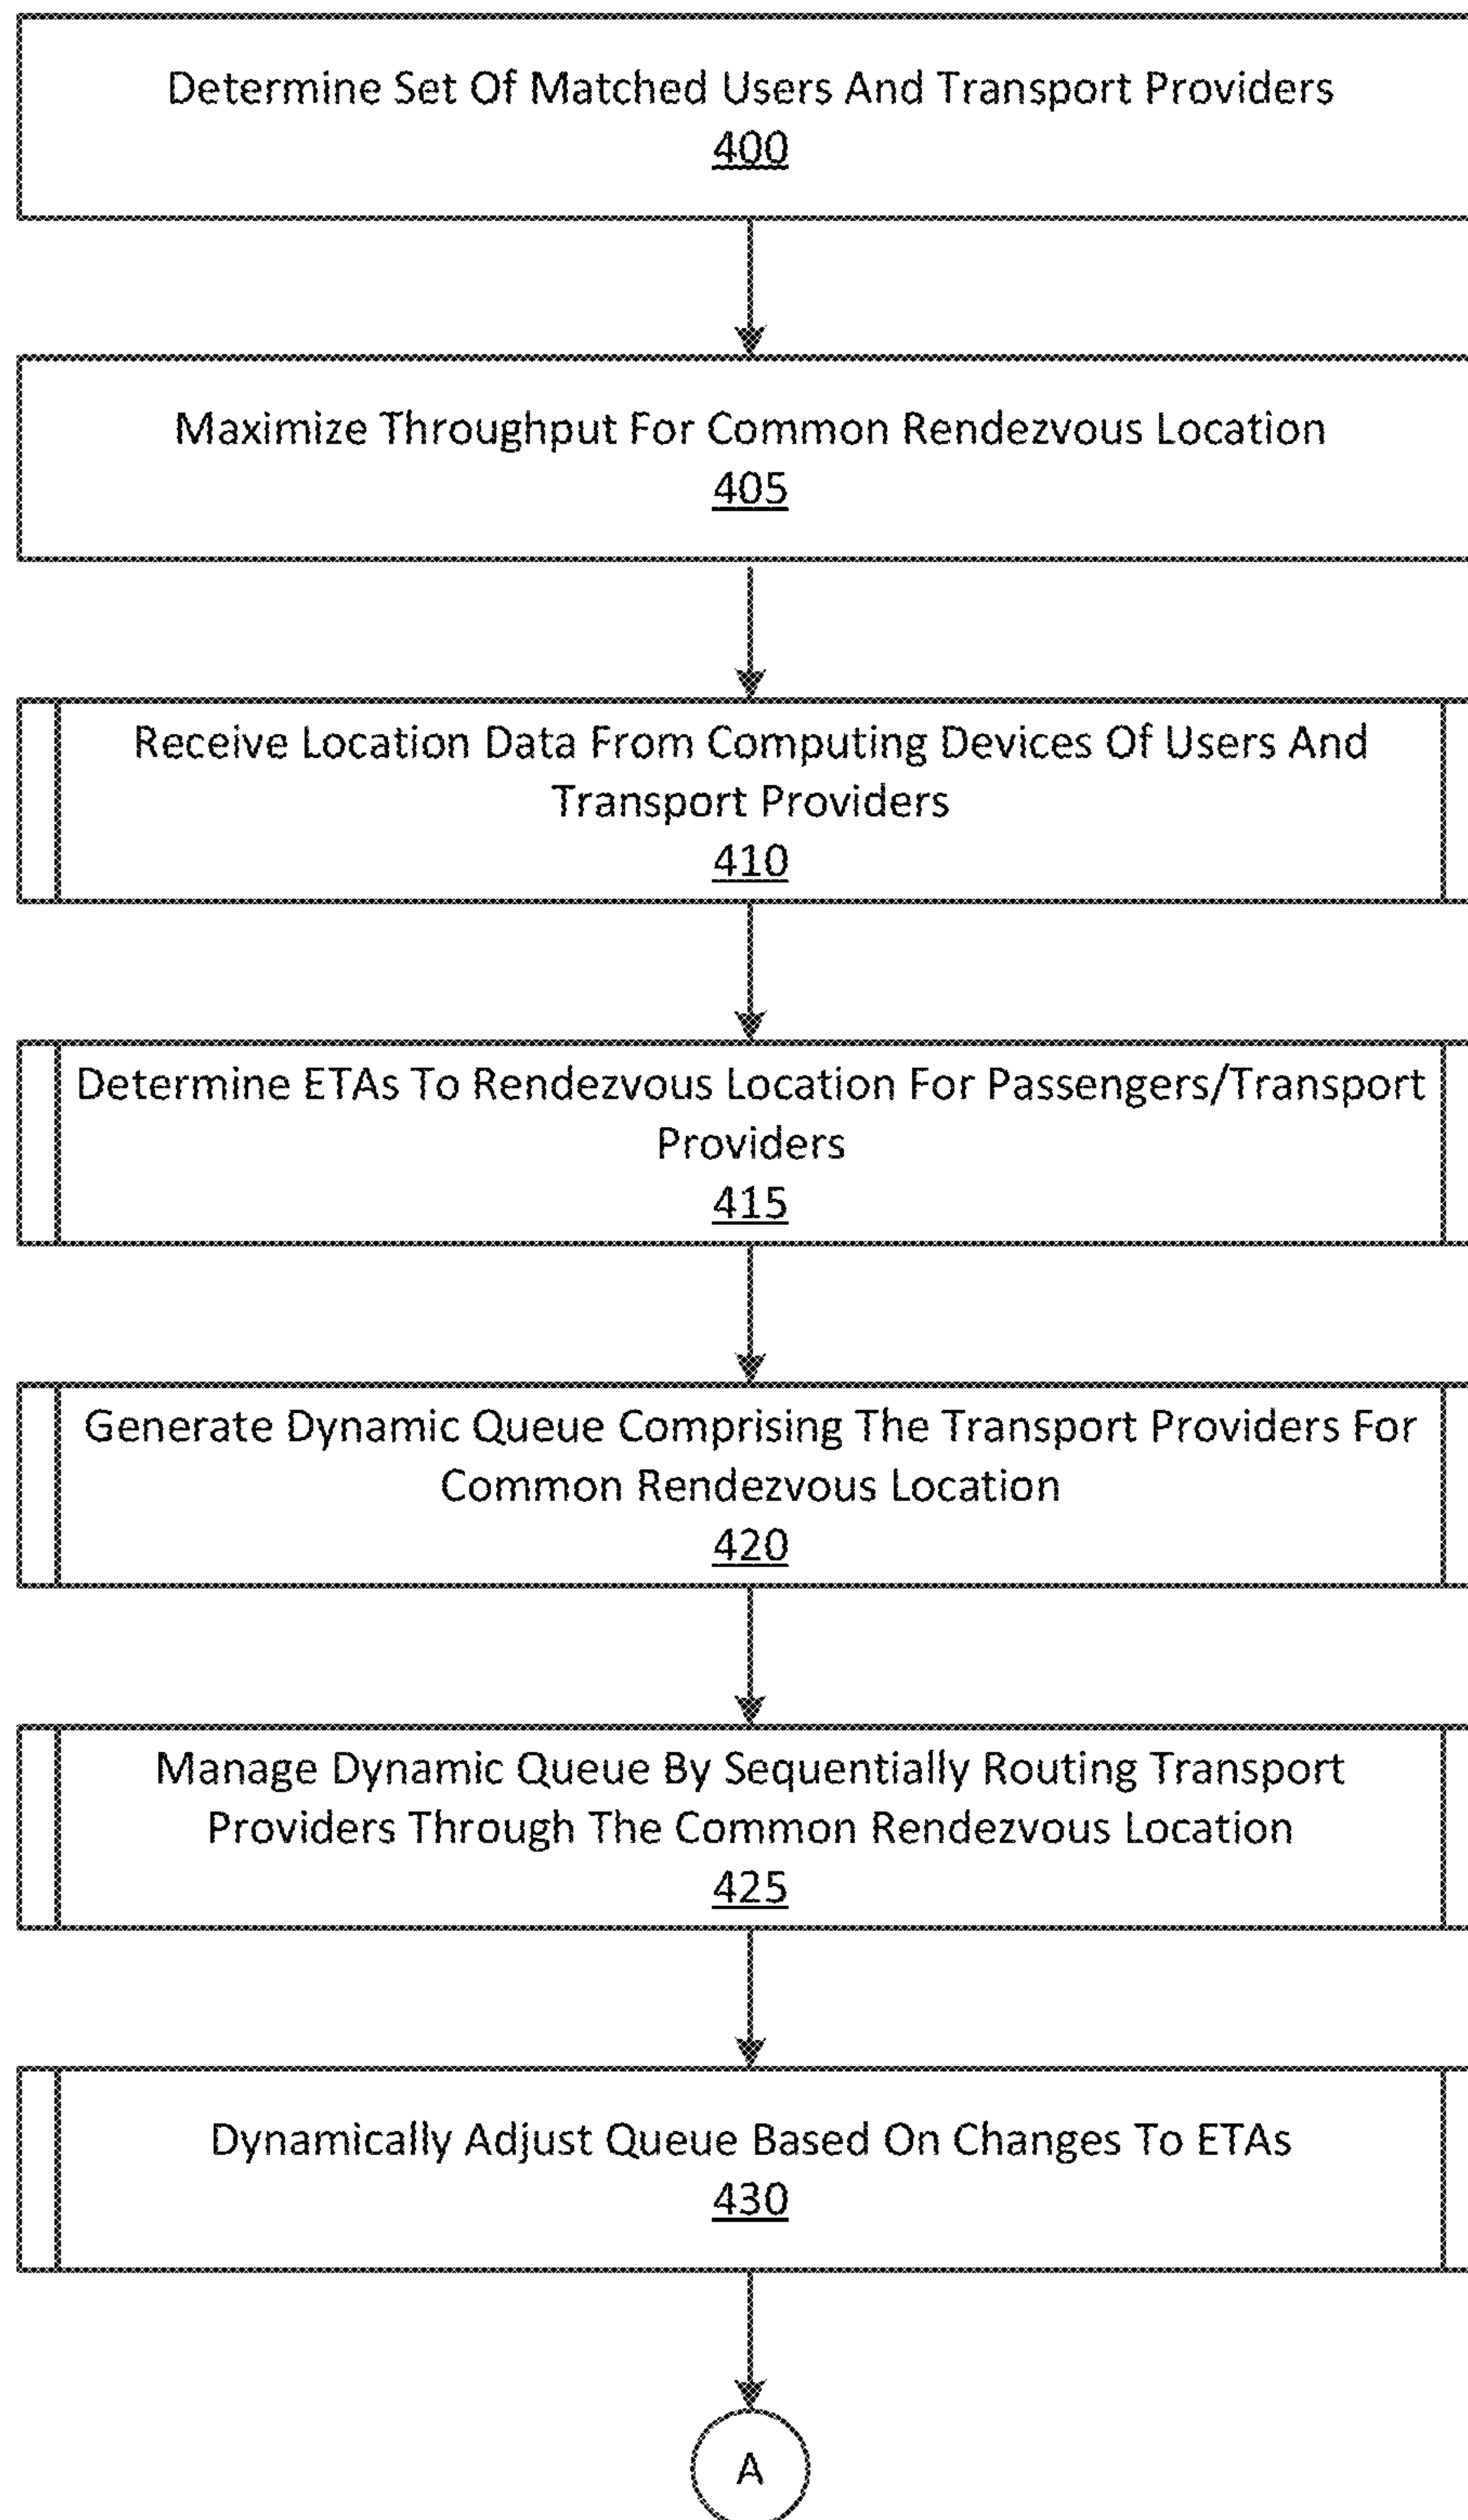 Determine Set Of Matched Users And Transport Providers
400
Maximize Throughput For Common Rendezvous Location
405
Receive Location Data From Computing Devices Of Users And
Transport Providers
410
Determine ETAs To Rendezvous Location For Passengers/Transport
Providers
415
Generate Dynamic Queue Comprising The Transport Providers For
Common Rendezvous Location
420
Manage Dynamic Queue By Sequentially Routing Transport
Providers Through The Common Rendezvous Location
425
Dynamically Adjust Queue Based On Changes To ETAs
430
A